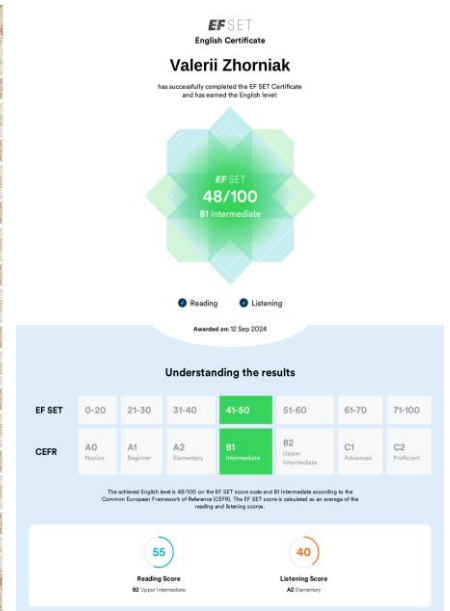 EF SET
English Certificate
Valerii Zhorniak
has successfully completed the EF SET Certificate
and has earned the English level:
EF SET
48/100
B1 Intermediate
Reading Listening
Awarded on: 12 Sep 2024
Understanding the results
EF SET 0-20 21-30 31-40 41-50 51-60 61-70 71-100
CEFR A0 A1 A2 B1 B2 C1 C2
Novice Beginner Elementary Intermediate Upper Intermediate Advanced Proficient
The achieved English level is 48/100 on the EF SET score scale and B1 Intermediate according to the
Common European Framework of Reference (CEFR). The EF SET score is calculated as an average of the
reading and listening scores.
55 40
Reading Score Listening Score
B2 Upper Intermediate A2 Elementary